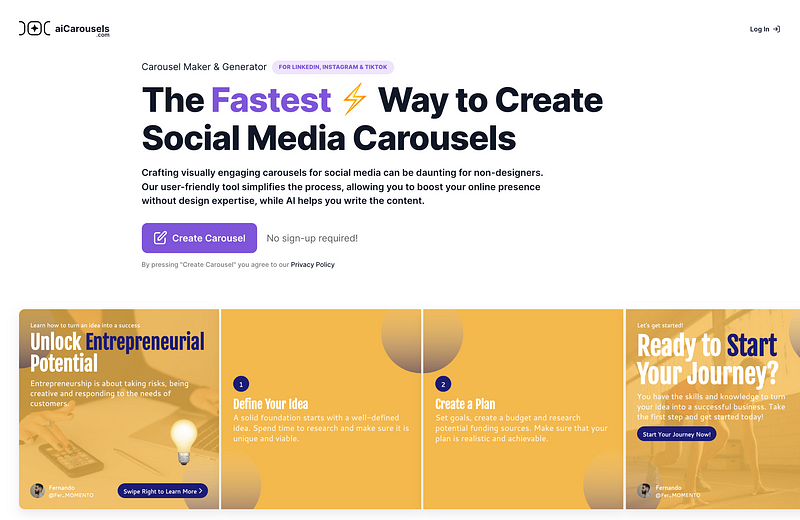 aiCarousels
.com
Log In
Carousel Maker & Generator
FOR LINKEDIN, INSTAGRAM & TIKTOK
The Fastest ⚡ Way to Create
Social Media Carousels
Crafting visually engaging carousels for social media can be daunting for non-designers.
Our user-friendly tool simplifies the process, allowing you to boost your online presence
without design expertise, while AI helps you write the content.
Create Carousel
No sign-up required!
By pressing "Create Carousel" you agree to our Privacy Policy
Learn how to turn an idea into a success
Unlock Entrepreneurial
Potential
Entrepreneurship is about taking risks, being
creative and responding to the needs of
customers.
Fernando
@Fer_MOMENTO
Swipe Right to Learn More
1
Define Your Idea
A solid foundation starts with a well-defined
idea. Spend time to research and make sure it is
unique and viable.
2
Create a Plan
Set goals, create a budget and research
potential funding sources. Make sure that your
plan is realistic and achievable.
Let's get started!
Ready to Start
Your Journey?
You have the skills and knowledge to turn
your idea into a successful business. Take
the first step and get started today!
Start Your Journey Now!
Fernando
@Fer_MOMENTO